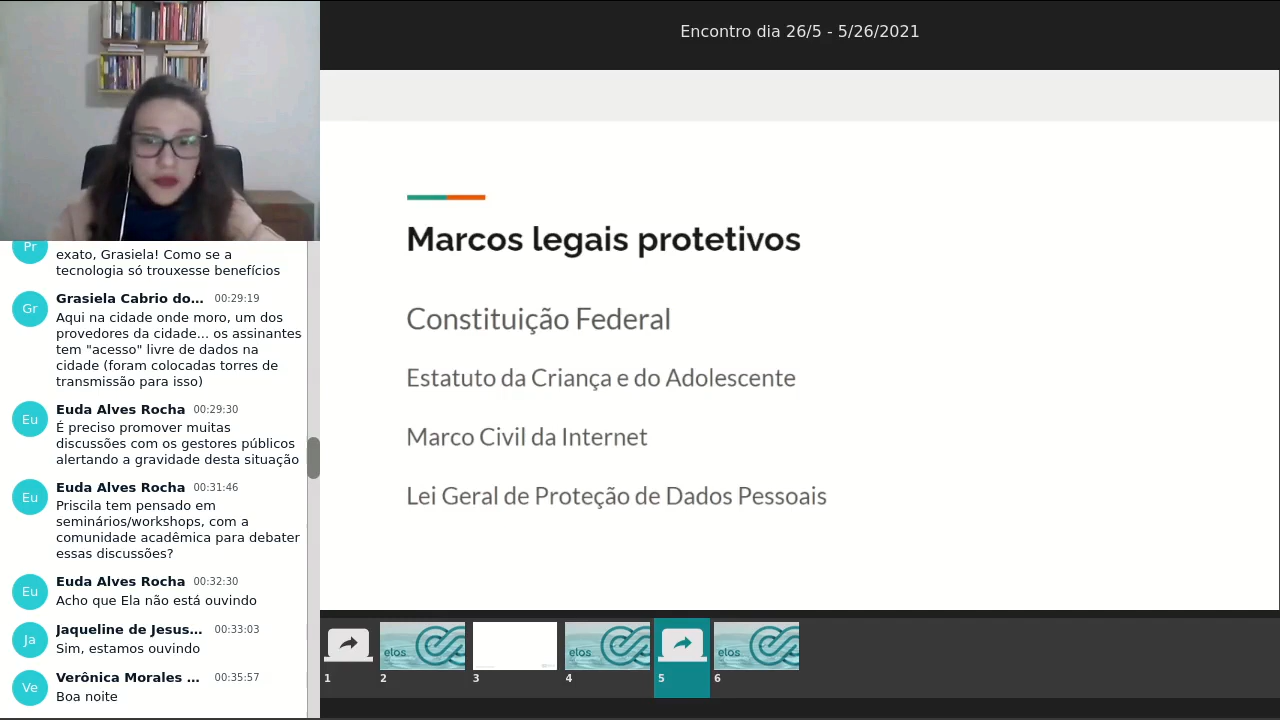 Encontro dia 26/5 - 5/26/2021
Marcos legais protetivos
Constituição Federal
Estatuto da Criança e do Adolescente
Marco Civil da Internet
Lei Geral de Proteção de Dados Pessoais
Pr
exato, Grasiela! Como se a
tecnologia só trouxesse benefícios
Gr
Grasiela Cabrio do... 00:29:19
Aqui na cidade onde moro, um dos
provedores da cidade... os assinantes
tem "acesso" livre de dados na
cidade (foram colocadas torres de
transmissão para isso)
Eu
Euda Alves Rocha 00:29:30
É preciso promover muitas
discussões com os gestores públicos
alertando a gravidade desta situação
Eu
Euda Alves Rocha 00:31:46
Priscila tem pensado em
seminários/workshops, com a
comunidade acadêmica para debater
essas discussões?
Eu
Euda Alves Rocha 00:32:30
Acho que Ela não está ouvindo
Ja
Jaqueline de Jesus... 00:33:03
Sim, estamos ouvindo
Ve
Verônica Morales ... 00:35:57
Boa noite
elos
elos
elos
1
2
3
4
5
6